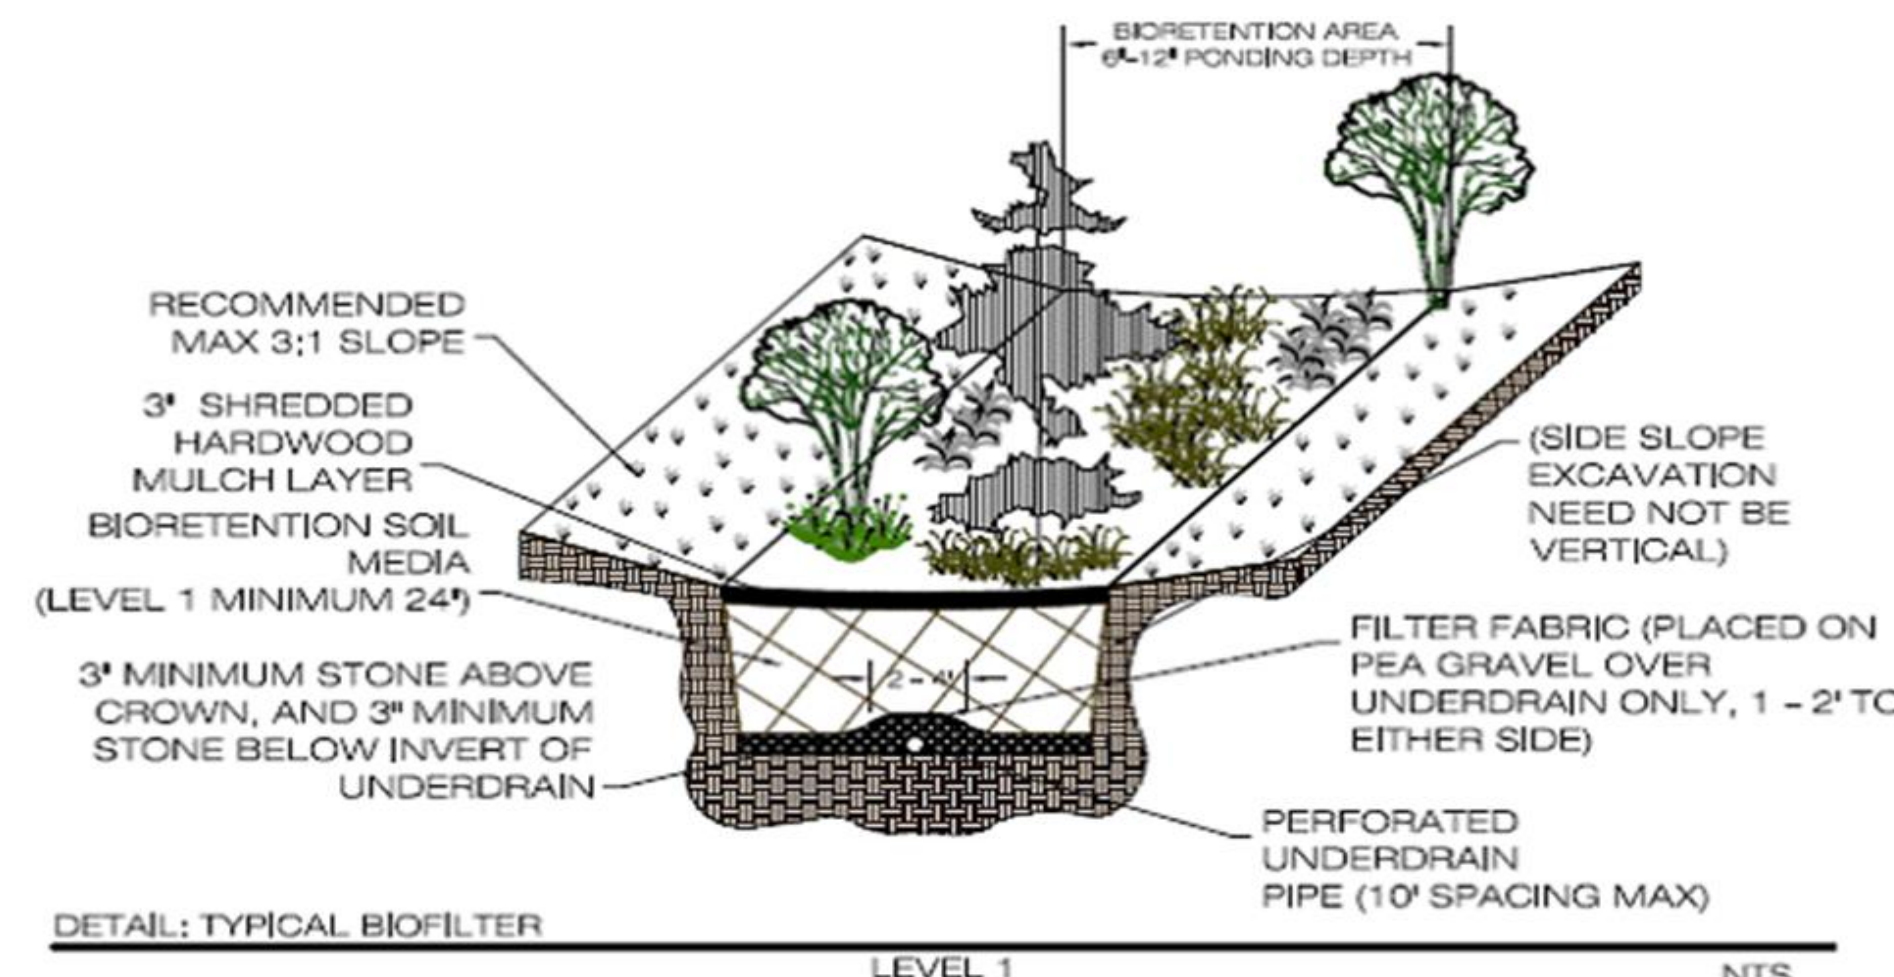 BIORETENTION AREA
6"-12" PONDING DEPTH
RECOMMENDED
MAX 3:1 SLOPE
3" SHREDDED
HARDWOOD
MULCH LAYER
BIORETENTION SOIL
MEDIA
(LEVEL 1 MINIMUM 24")
3" MINIMUM STONE ABOVE
CROWN, AND 3" MINIMUM
STONE BELOW INVERT OF
UNDERDRAIN
2 - 4'
(SIDE SLOPE
EXCAVATION
NEED NOT BE
VERTICAL)
FILTER FABRIC (PLACED ON
PEA GRAVEL OVER
UNDERDRAIN ONLY, 1 - 2' TO
EITHER SIDE)
PERFORATED
UNDERDRAIN
PIPE (10' SPACING MAX)
DETAIL: TYPICAL BIOFILTER
LEVEL 1
NTS